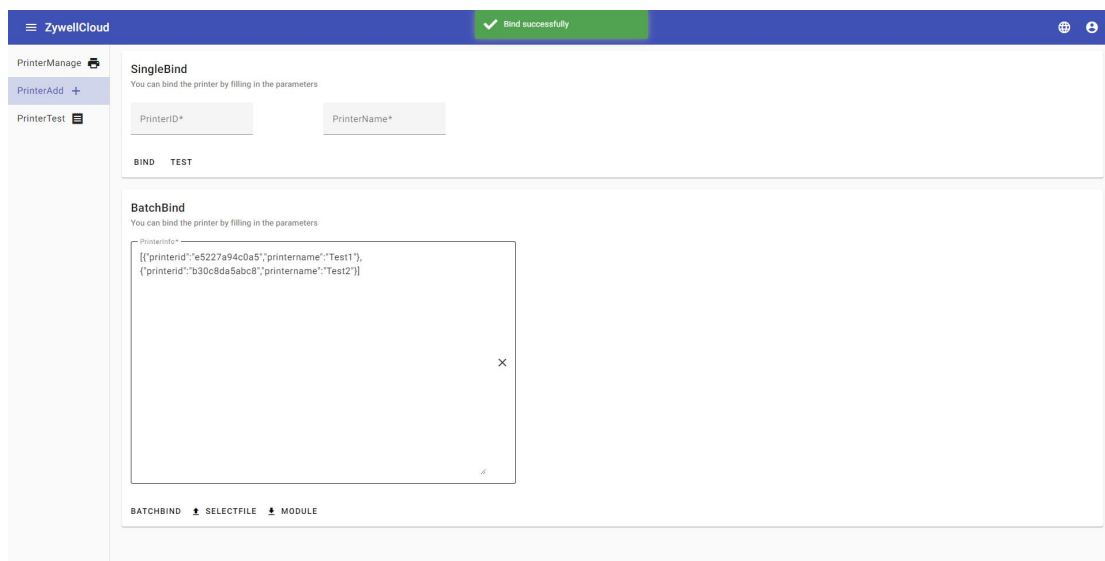 ZywellCloud
Bind successfully
PrinterManage
PrinterAdd
PrinterTest
SingleBind
You can bind the printer by filling in the parameters
PrinterID* PrinterName*
BIND TEST
BatchBind
You can bind the printer by filling in the parameters
PrinterInfo*
[{"printerid":"e5227a94c0a5","printername":"Test1"},
{"printerid":"b30c8da5abc8","printername":"Test2"}]
BATCHBIND SELECTFILE MODULE